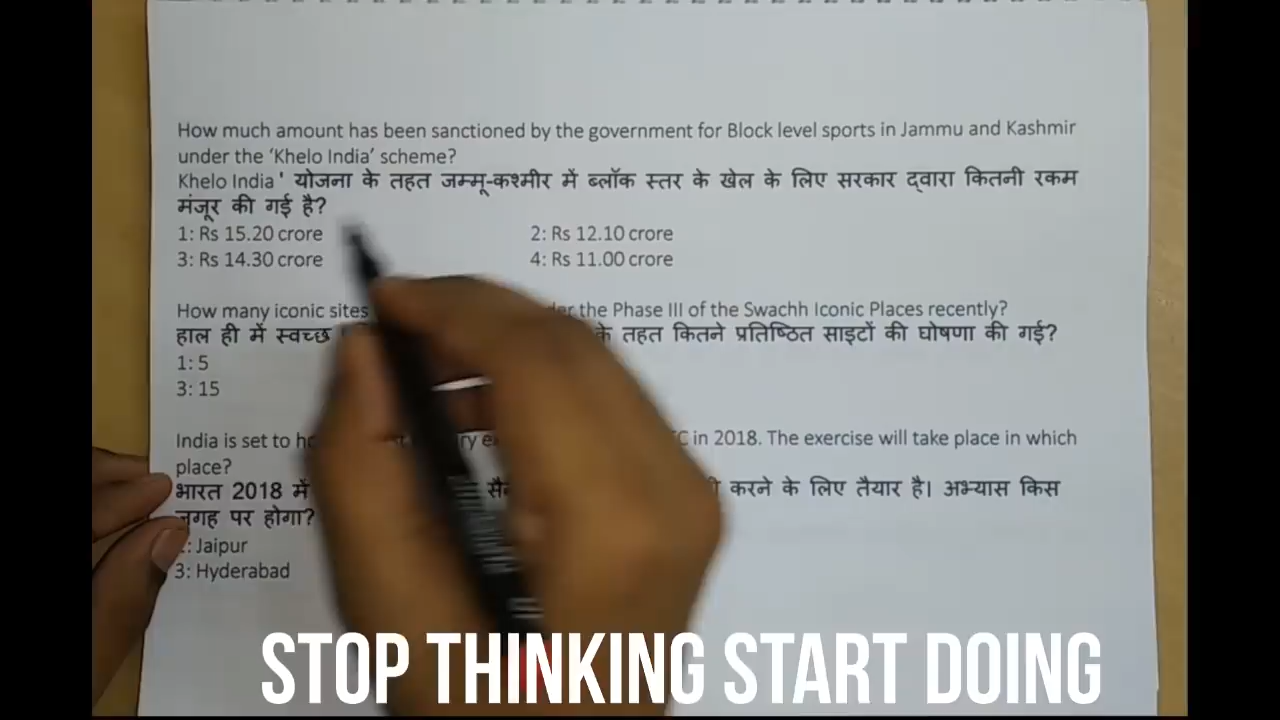 How much amount has been sanctioned by the government for Block level sports in Jammu and Kashmir
under the ‘Khelo India’ scheme?
Khelo India ' योजना के तहत जम्मू-कश्मीर में ब्लॉक स्तर के खेल के लिए सरकार द्वारा कितनी रकम
मंजूर की गई है?
1: Rs 15.20 crore 2: Rs 12.10 crore
3: Rs 14.30 crore 4: Rs 11.00 crore
How many iconic sites the Phase III of the Swachh Iconic Places recently?
हाल ही में स्वच्छ के तहत कितने प्रतिष्ठित साइटों की घोषणा की गई?
1: 5
3: 15
India is set to in 2018. The exercise will take place in which
place?
भारत 2018 में करने के लिए तैयार है। अभ्यास किस
जगह पर होगा?
: Jaipur
3: Hyderabad
STOP THINKING START DOING